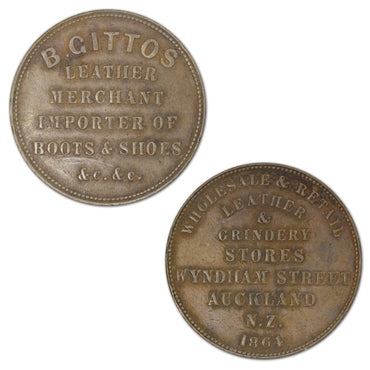 B. GITTOS
LEATHER
MERCHANT
IMPORTER OF
BOOTS & SHOES
&c. &c.
WHOLESALE & RETAIL
LEATHER
&
GRINDERY
STORES
WYNDHAM STREET
AUCKLAND
N.Z.
1864